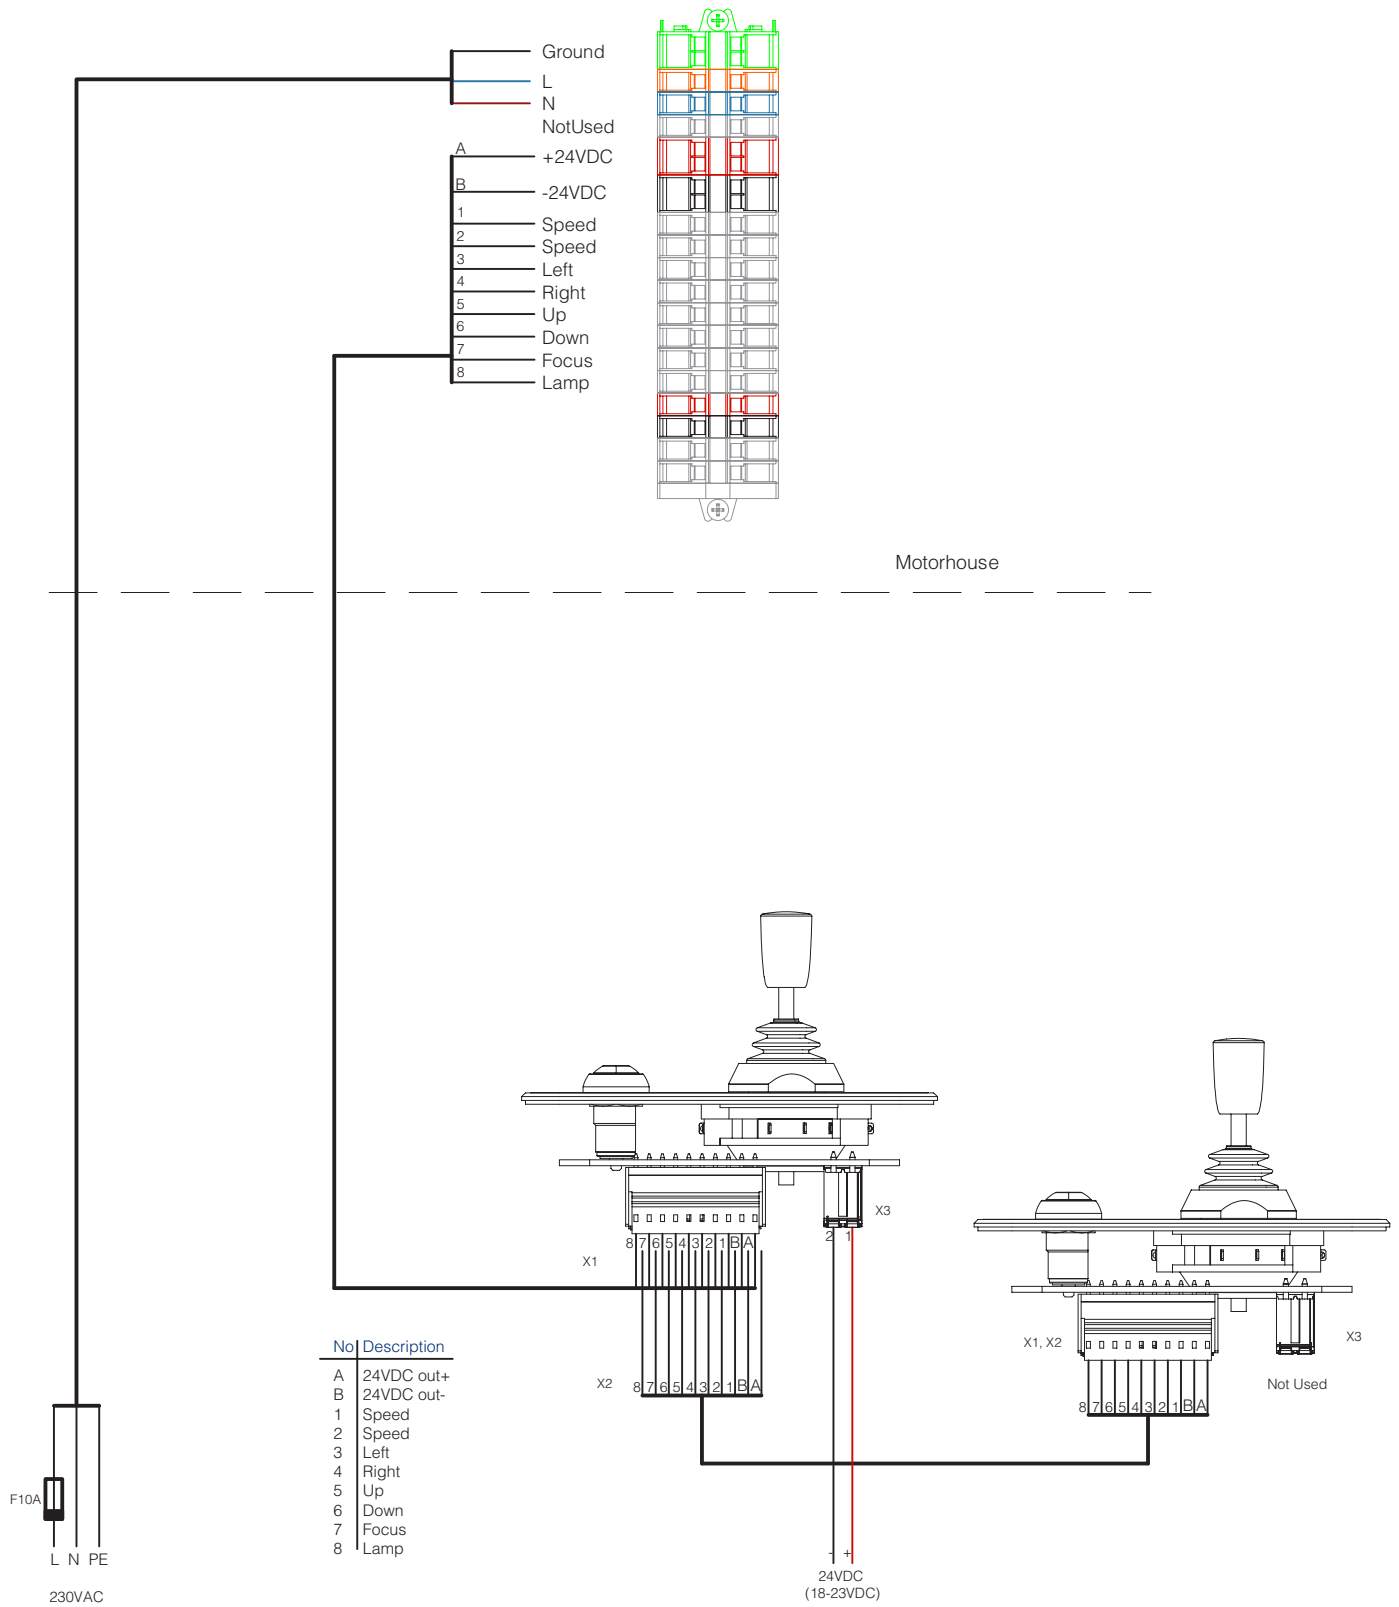 Ground
L
N
NotUsed
A +24VDC
B -24VDC
1 Speed
2 Speed
3 Left
4 Right
5 Up
6 Down
7 Focus
8 Lamp
Motorhouse
X3
8 7 6 5 4 3 2 1 B A
2 1
X1
X1, X2
X3
Not Used
8 7 6 5 4 3 2 1 B A
X2
8 7 6 5 4 3 2 1 B A
No Description
A 24VDC out+
B 24VDC out-
1 Speed
2 Speed
3 Left
4 Right
5 Up
6 Down
7 Focus
8 Lamp
F10A
L N PE
230VAC
- +
24VDC
(18-23VDC)